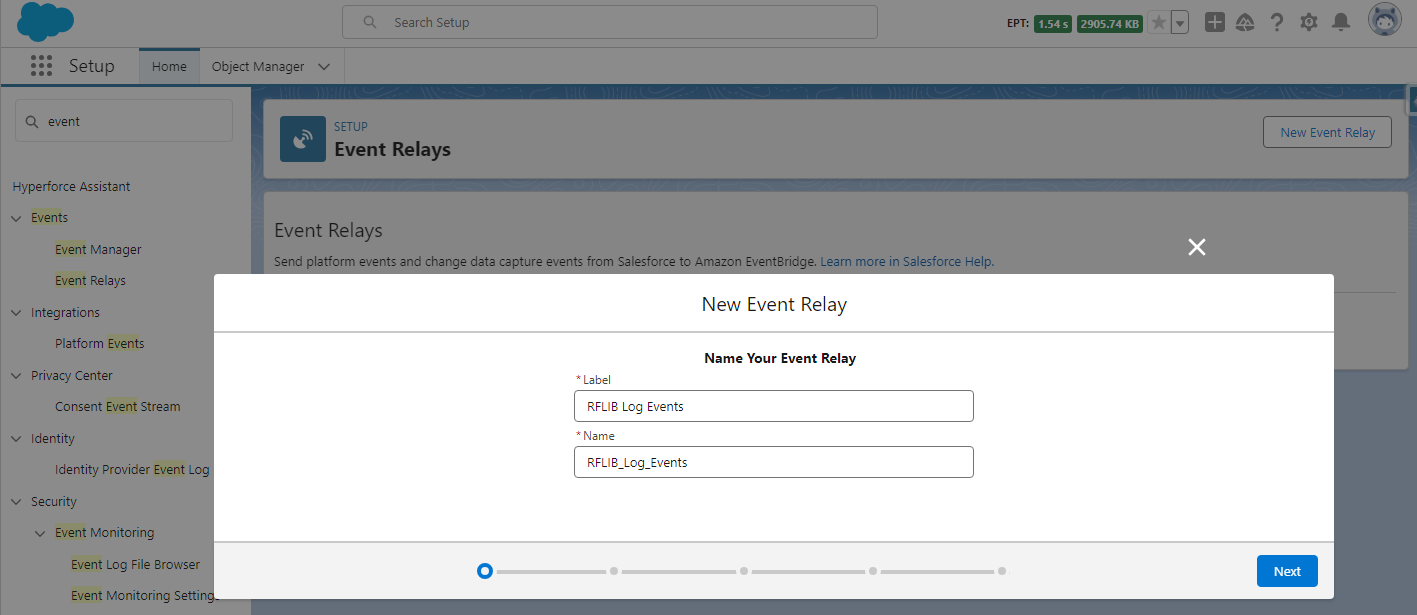 Search Setup
EPT: 1.54 s 2905.74 KB
Setup Home Object Manager
event
SETUP
Event Relays
New Event Relay
Hyperforce Assistant
Events
Event Manager
Event Relays
Integrations
Platform Events
Privacy Center
Consent Event Stream
Identity
Identity Provider Event Log
Security
Event Monitoring
Event Log File Browser
Event Monitoring Settings
Event Relays
Send platform events and change data capture events from Salesforce to Amazon EventBridge. Learn more in Salesforce Help.
New Event Relay
Name Your Event Relay
*Label
RFLIB Log Events
*Name
RFLIB_Log_Events
Next